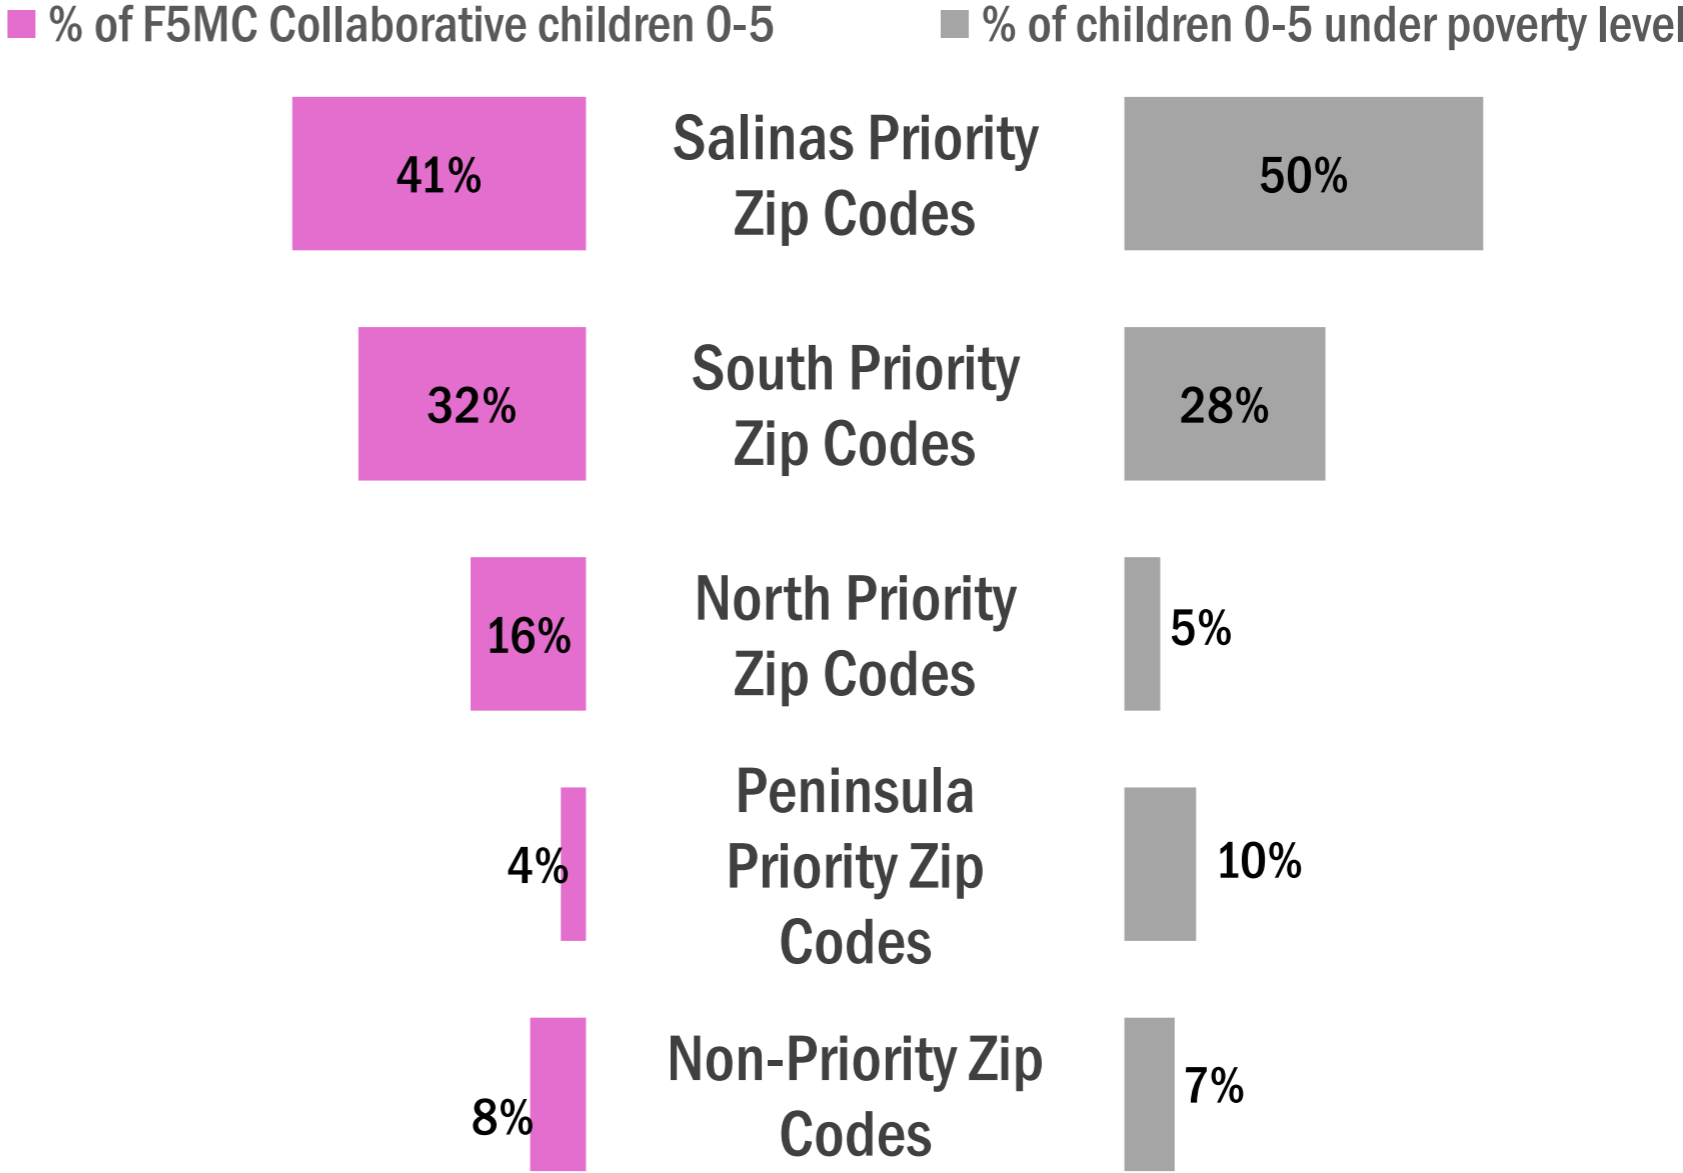 % of F5MC Collaborative children 0-5
% of children 0-5 under poverty level
41%
Salinas Priority
Zip Codes
50%
32%
South Priority
Zip Codes
28%
16%
North Priority
Zip Codes
5%
4%
Peninsula
Priority Zip
Codes
10%
8%
Non-Priority Zip
Codes
7%